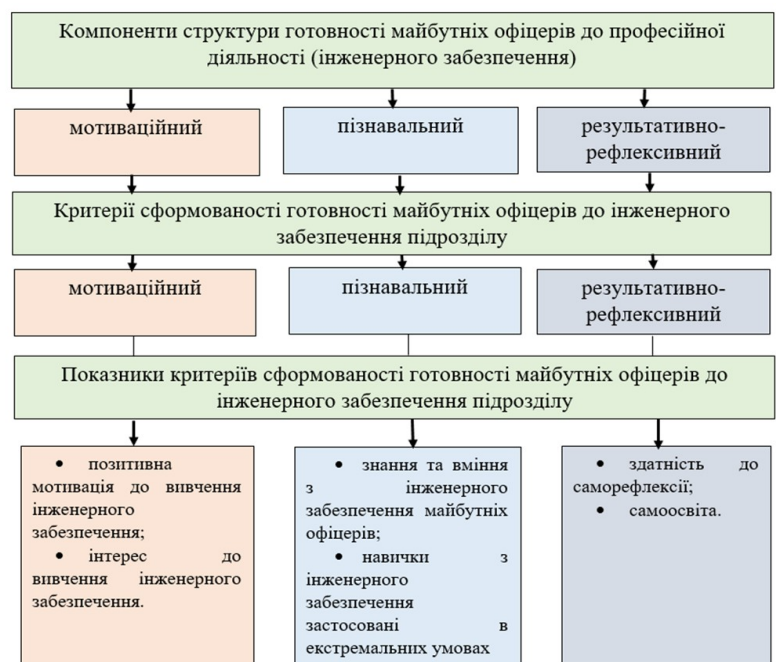 Компоненти структури готовності майбутніх офіцерів до професійної
діяльності (інженерного забезпечення)
мотиваційний
пізнавальний
результативно-
рефлексивний
Критерії сформованості готовності майбутніх офіцерів до інженерного
забезпечення підрозділу
мотиваційний
пізнавальний
результативно-
рефлексивний
Показники критеріїв сформованості готовності майбутніх офіцерів до
інженерного забезпечення підрозділу
• позитивна
мотивація до вивчення
інженерного
забезпечення;
• інтерес до
вивчення інженерного
забезпечення.
• знання та вміння
з інженерного
забезпечення майбутніх
офіцерів;
• навички з
інженерного
забезпечення
застосовані в
екстремальних умовах
• здатність до
саморефлексії;
• самоосвіта.